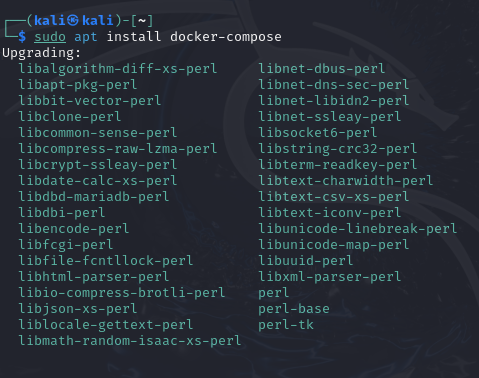 ┌──(kali㉿kali)-[~]
└─$ sudo apt install docker-compose
Upgrading:
  libalgorithm-diff-xs-perl     libnet-dbus-perl
  libapt-pkg-perl               libnet-dns-sec-perl
  libbit-vector-perl            libnet-libidn2-perl
  libclone-perl                 libnet-ssleay-perl
  libcommon-sense-perl          libsocket6-perl
  libcompress-raw-lzma-perl     libstring-crc32-perl
  libcrypt-ssleay-perl          libterm-readkey-perl
  libdate-calc-xs-perl          libtext-charwidth-perl
  libdbd-mariadb-perl           libtext-csv-xs-perl
  libdbi-perl                   libtext-iconv-perl
  libencode-perl                libunicode-linebreak-perl
  libfcgi-perl                  libunicode-map-perl
  libfile-fcntllock-perl        libuuid-perl
  libhtml-parser-perl           libxml-parser-perl
  libio-compress-brotli-perl    perl
  libjson-xs-perl               perl-base
  liblocale-gettext-perl        perl-tk
  libmath-random-isaac-xs-perl